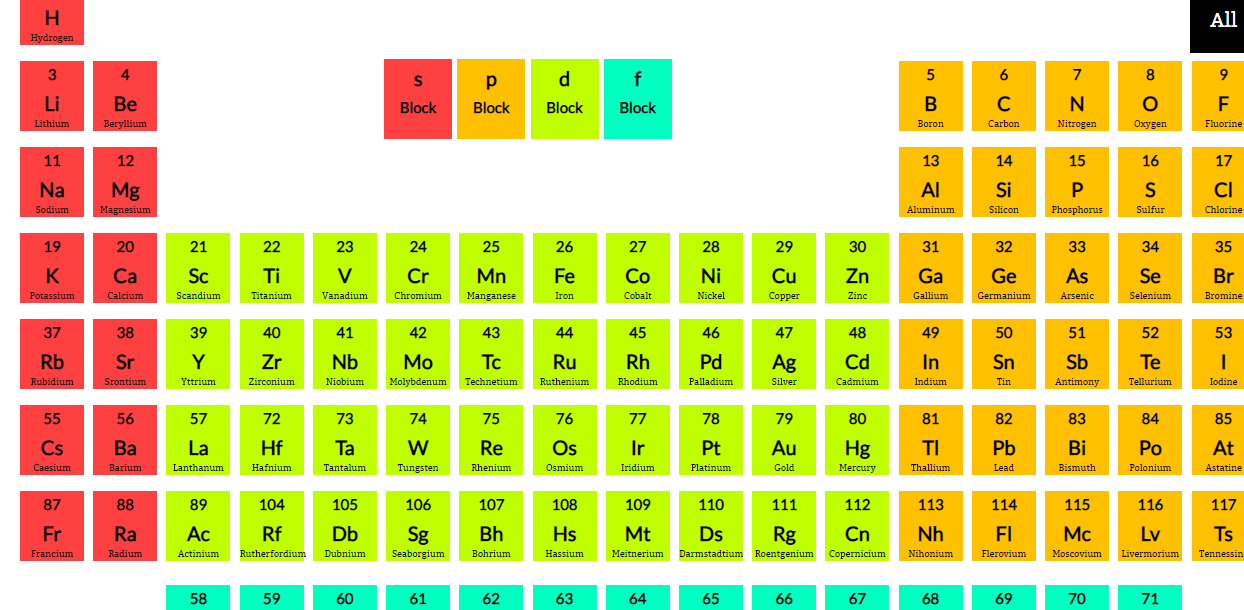 All
H
Hydrogen
3 4 5 6 7 8 9
Li Be B C N O F
Lithium Beryllium Boron Carbon Nitrogen Oxygen Fluorine
s p d f
Block Block Block Block
11 12 13 14 15 16 17
Na Mg Al Si P S Cl
Sodium Magnesium Aluminum Silicon Phosphorus Sulfur Chlorine
19 20 21 22 23 24 25 26 27 28 29 30 31 32 33 34 35
K Ca Sc Ti V Cr Mn Fe Co Ni Cu Zn Ga Ge As Se Br
Potassium Calcium Scandium Titanium Vanadium Chromium Manganese Iron Cobalt Nickel Copper Zinc Gallium Germanium Arsenic Selenium Bromine
37 38 39 40 41 42 43 44 45 46 47 48 49 50 51 52 53
Rb Sr Y Zr Nb Mo Tc Ru Rh Pd Ag Cd In Sn Sb Te I
Rubidium Srontium Yttrium Zirconium Niobium Molybdenum Technetium Ruthenium Rhodium Palladium Silver Cadmium Indium Tin Antimony Tellurium Iodine
55 56 57 72 73 74 75 76 77 78 79 80 81 82 83 84 85
Cs Ba La Hf Ta W Re Os Ir Pt Au Hg Tl Pb Bi Po At
Caesium Barium Lanthanum Hafnium Tantalum Tungsten Rhenium Osmium Iridium Platinum Gold Mercury Thallium Lead Bismuth Polonium Astatine
87 88 89 104 105 106 107 108 109 110 111 112 113 114 115 116 117
Fr Ra Ac Rf Db Sg Bh Hs Mt Ds Rg Cn Nh Fl Mc Lv Ts
Francium Radium Actinium Rutherfordium Dubnium Seaborgium Bohrium Hassium Meitnerium Darmstadtium Roentgenium Copernicium Nihonium Flerovium Moscovium Livermorium Tennessin
58 59 60 61 62 63 64 65 66 67 68 69 70 71